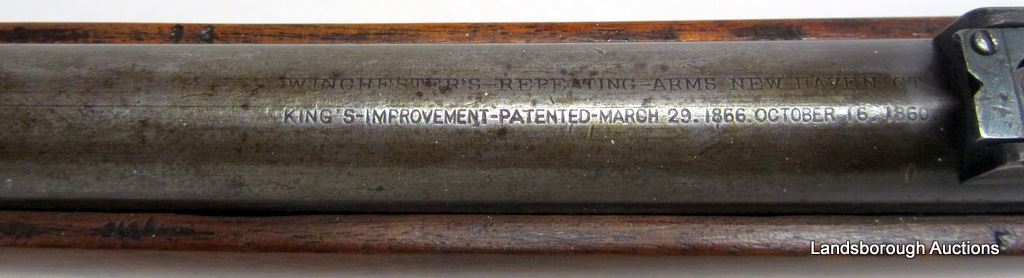 WINCHESTER'S-REPEATING-ARMS NEW HAVEN. CT
KING'S-IMPROVEMENT-PATENTED-MARCH 29. 1866. OCTOBER 16. 1860
Landsborough Auctions